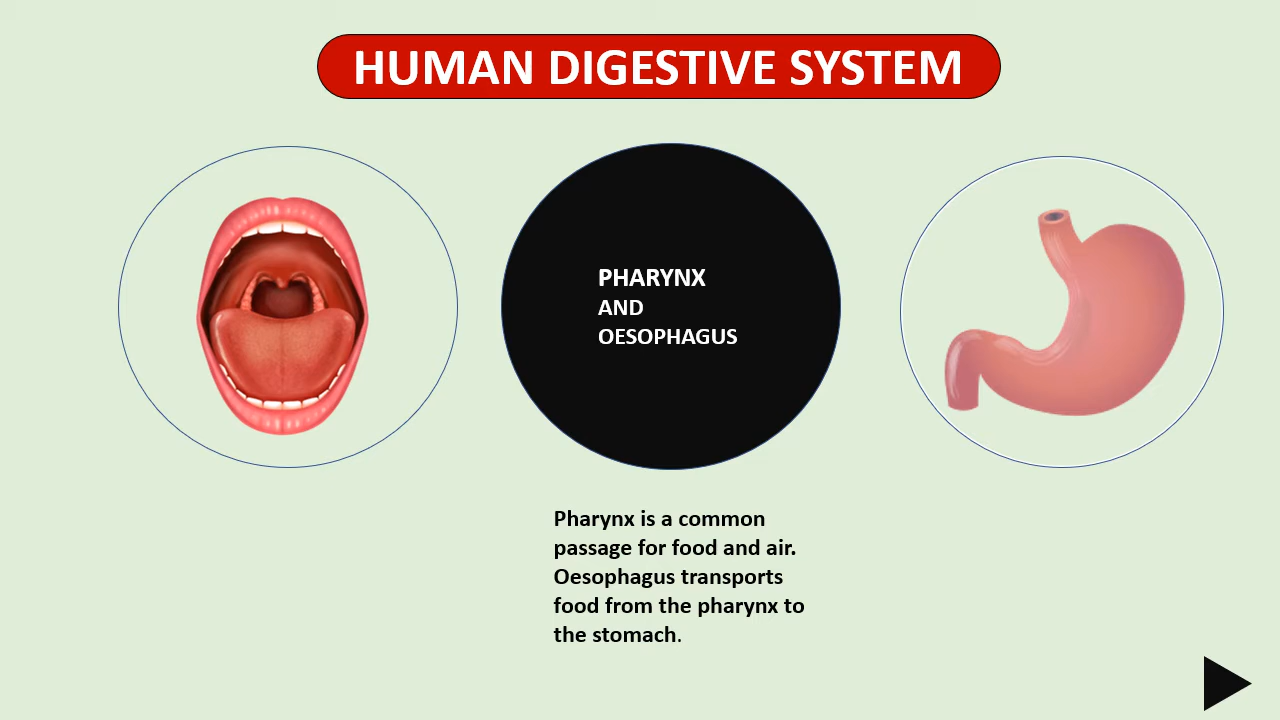 HUMAN DIGESTIVE SYSTEM
PHARYNX
AND
OESOPHAGUS
Pharynx is a common
passage for food and air.
Oesophagus transports
food from the pharynx to
the stomach.